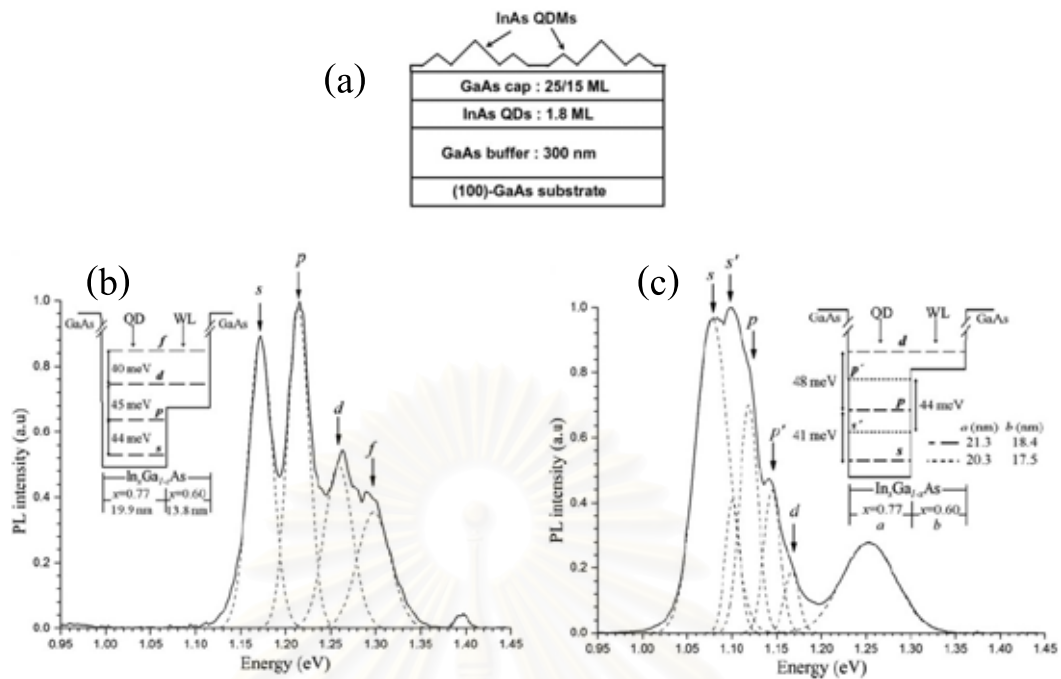 InAs QDMs
(a)
GaAs cap : 25/15 ML
InAs QDs : 1.8 ML
GaAs buffer : 300 nm
(100)-GaAs substrate
(b)
s
p
d
f
GaAs
QD
WL
GaAs
f
40 meV
d
45 meV
p
44 meV
s
InxGa1-xAs
x=0.77
x=0.60
19.9 nm
13.8 nm
PL intensity (a.u)
1.0
0.8
0.6
0.4
0.2
0.0
0.95 1.00 1.05 1.10 1.15 1.20 1.25 1.30 1.35 1.40 1.45
Energy (eV)
(c)
s
s'
p
p'
d
GaAs
QD
WL
GaAs
d
p'
48 meV
p
44 meV
s'
41 meV
s
a (nm) b (nm)
21.3 18.4
20.3 17.5
InxGa1-xAs
x=0.77
x=0.60
a
b
PL intensity (a.u)
1.0
0.8
0.6
0.4
0.2
0.0
0.95 1.00 1.05 1.10 1.15 1.20 1.25 1.30 1.35 1.40 1.45
Energy (eV)